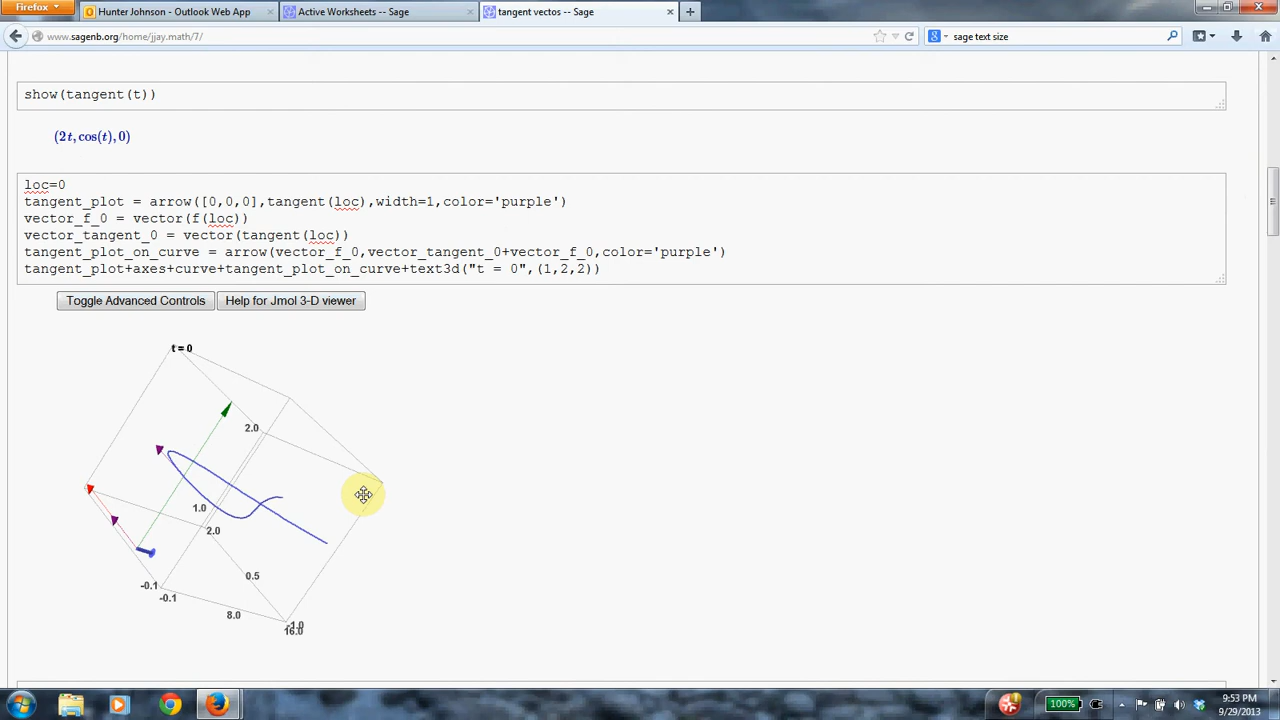 Firefox
Hunter Johnson - Outlook Web App
Active Worksheets -- Sage
tangent vectos -- Sage
www.sagenb.org/home/jjay.math/7/
sage text size
show(tangent(t))
(2t, cos(t), 0)
loc=0
tangent_plot = arrow([0,0,0],tangent(loc),width=1,color='purple')
vector_f_0 = vector(f(loc))
vector_tangent_0 = vector(tangent(loc))
tangent_plot_on_curve = arrow(vector_f_0,vector_tangent_0+vector_f_0,color='purple')
tangent_plot+axes+curve+tangent_plot_on_curve+text3d("t = 0",(1,2,2))
Toggle Advanced Controls
Help for Jmol 3-D viewer
t = 0
2.0
1.0
2.0
0.5
-0.1
-0.1
8.0
-1.0
16.0
100%
9:53 PM
9/29/2013